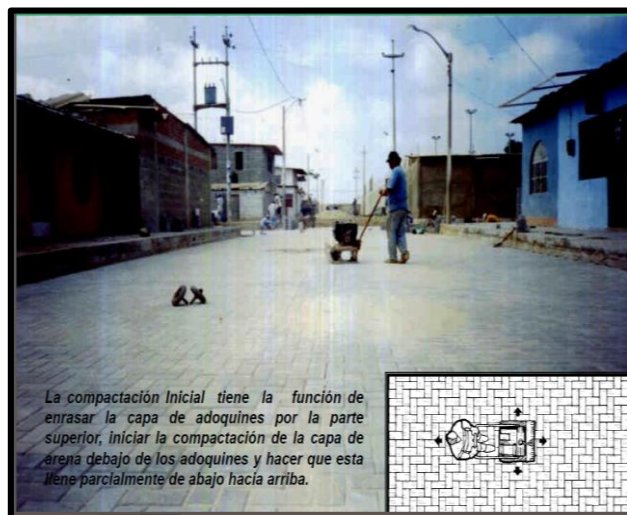 La compactación Inicial tiene la función de
enrasar la capa de adoquines por la parte
superior, iniciar la compactación de la capa de
arena debajo de los adoquines y hacer que esta
llene parcialmente de abajo hacia arriba.